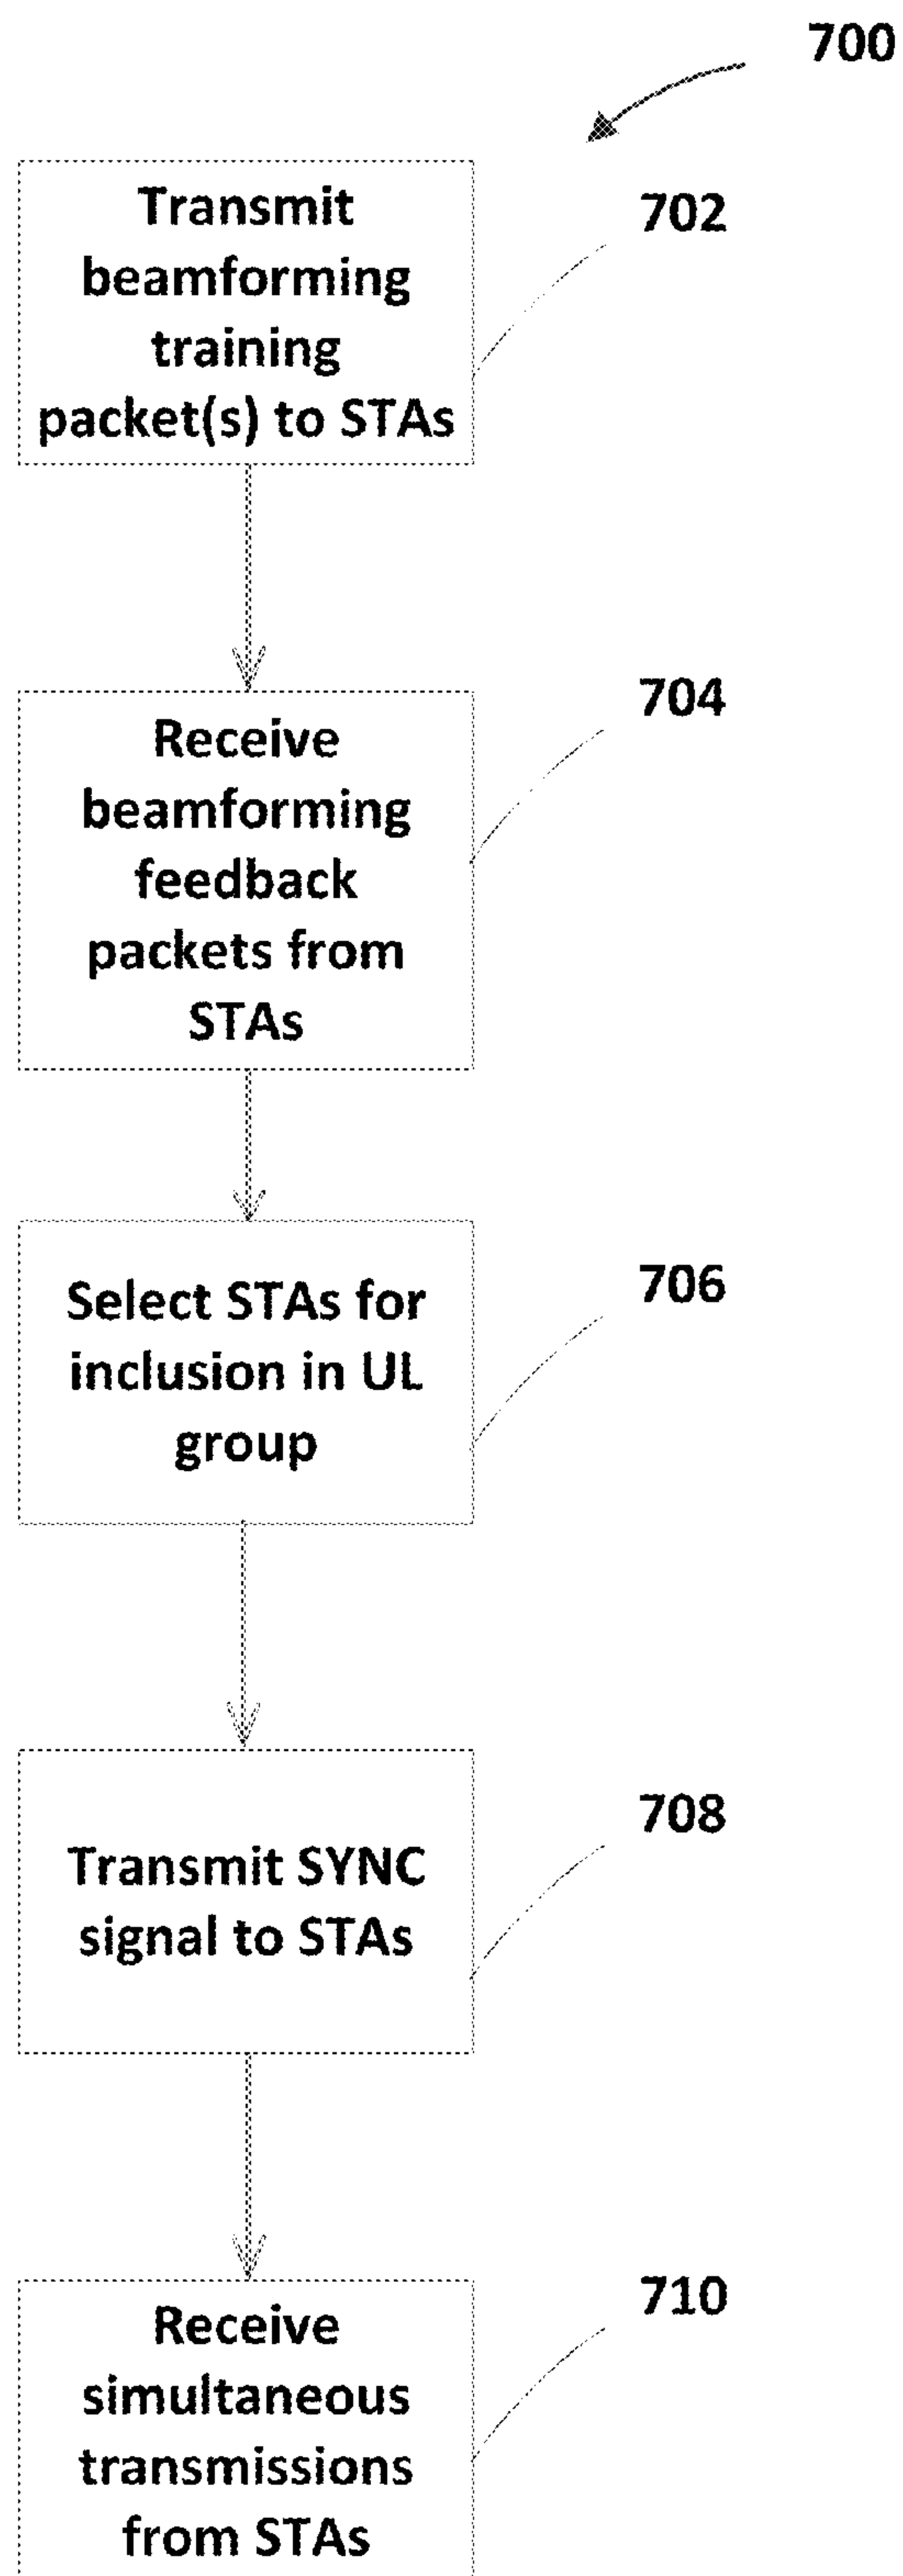 700
Transmit
beamforming
training
packet(s) to STAs
702
Receive
beamforming
feedback
packets from
STAs
704
Select STAs for
inclusion in UL
group
706
Transmit SYNC
signal to STAs
708
Receive
simultaneous
transmissions
from STAs
710